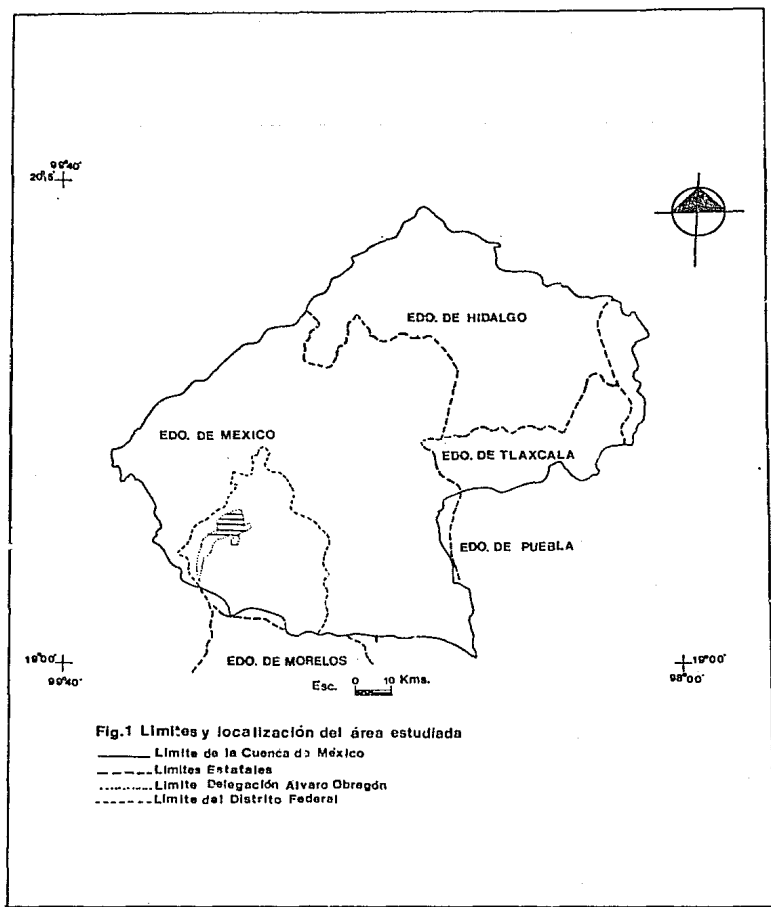 99°40'
20°15'
EDO. DE HIDALGO
EDO. DE MEXICO
EDO. DE TLAXCALA
EDO. DE PUEBLA
19°00'
99°40'
EDO. DE MORELOS
Esc. 0 10 Kms.
19°00'
98°00'
Fig.1 Limites y localización del área estudiada
Limite de la Cuenca de México
Limites Estatales
Limite Delegación Alvaro Obregón
Limite del Distrito Federal